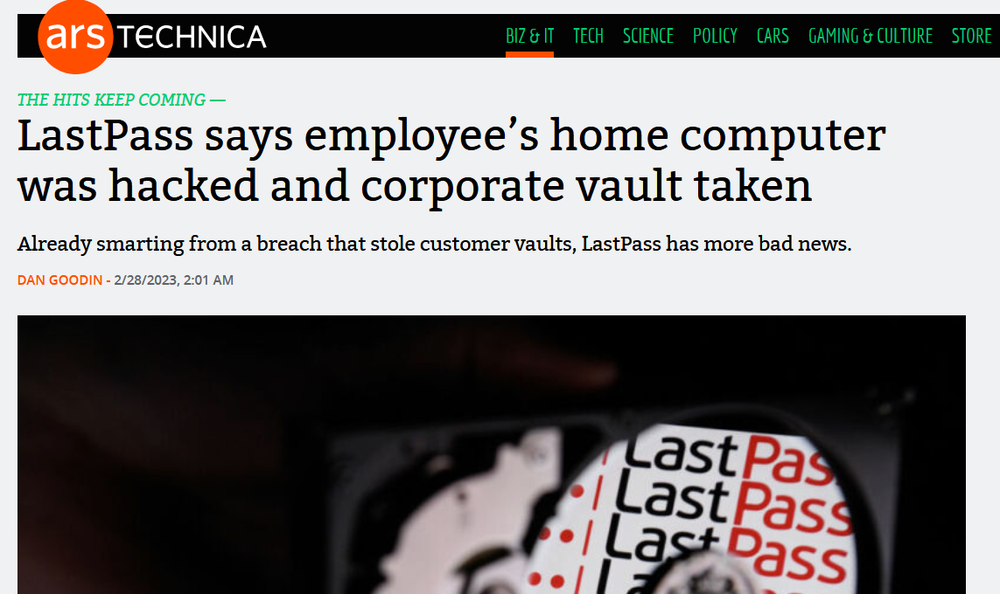 ars TECHNICA
BIZ & IT TECH SCIENCE POLICY CARS GAMING & CULTURE STORE
THE HITS KEEP COMING —
LastPass says employee’s home computer
was hacked and corporate vault taken
Already smarting from a breach that stole customer vaults, LastPass has more bad news.
DAN GOODIN - 2/28/2023, 2:01 AM
LastPas
LastPass
LastPass